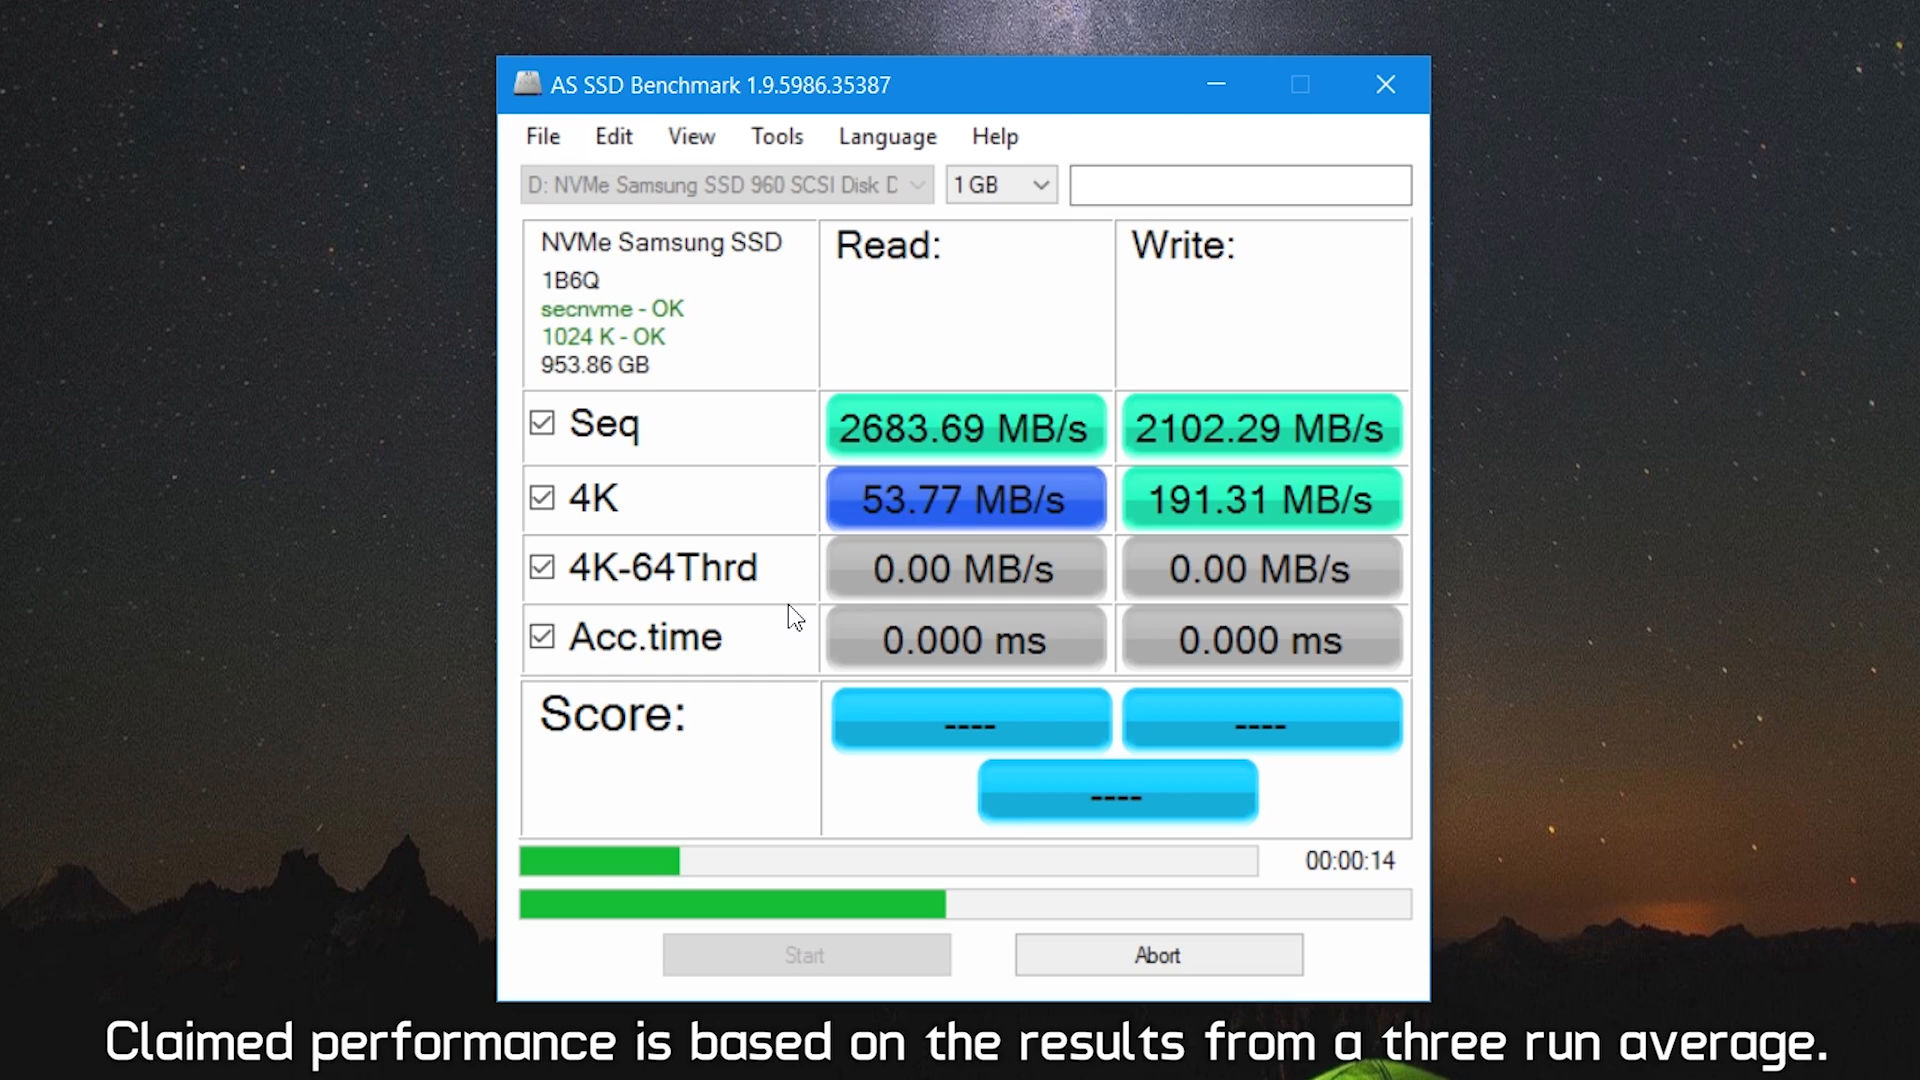 AS SSD Benchmark 1.9.5986.35387
File Edit View Tools Language Help
D: NVMe Samsung SSD 960 SCSI Disk D 1 GB
NVMe Samsung SSD
1B6Q
secnvme - OK
1024 K - OK
953.86 GB
Read: Write:
Seq 2683.69 MB/s 2102.29 MB/s
4K 53.77 MB/s 191.31 MB/s
4K-64Thrd 0.00 MB/s 0.00 MB/s
Acc.time 0.000 ms 0.000 ms
Score: ---- ----
----
00:00:14
Start Abort
Claimed performance is based on the results from a three run average.